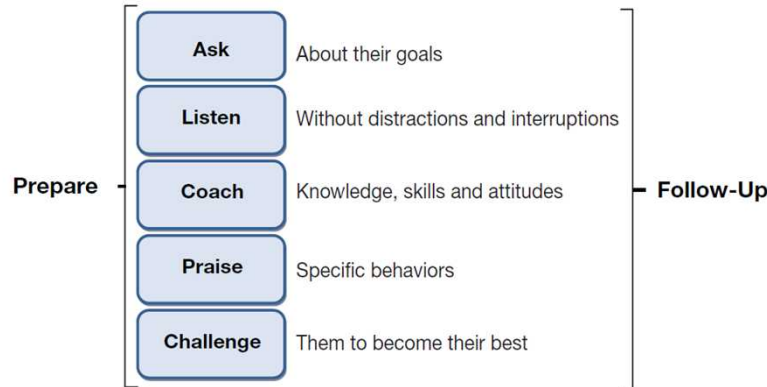 Ask About their goals
Listen Without distractions and interruptions
Prepare Coach Knowledge, skills and attitudes Follow-Up
Praise Specific behaviors
Challenge Them to become their best